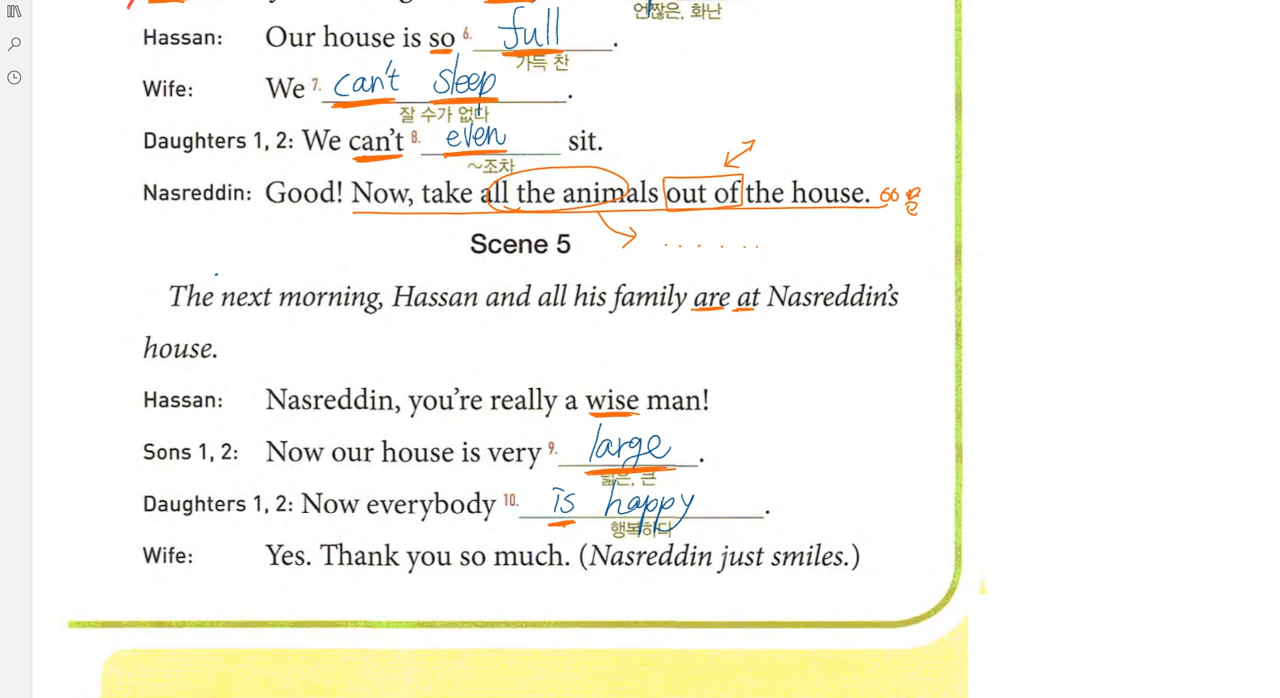 언짢은, 화난
Hassan: Our house is so 6. full.
가득 찬
Wife: We 7. can't sleep.
잘 수가 없다
Daughters 1, 2: We can't 8. even sit.
~조차
Nasreddin: Good! Now, take all the animals out of the house.
Scene 5
The next morning, Hassan and all his family are at Nasreddin's
house.
Hassan: Nasreddin, you're really a wise man!
Sons 1, 2: Now our house is very 9. large.
넓은, 큰
Daughters 1, 2: Now everybody 10. is happy.
행복하다
Wife: Yes. Thank you so much. (Nasreddin just smiles.)